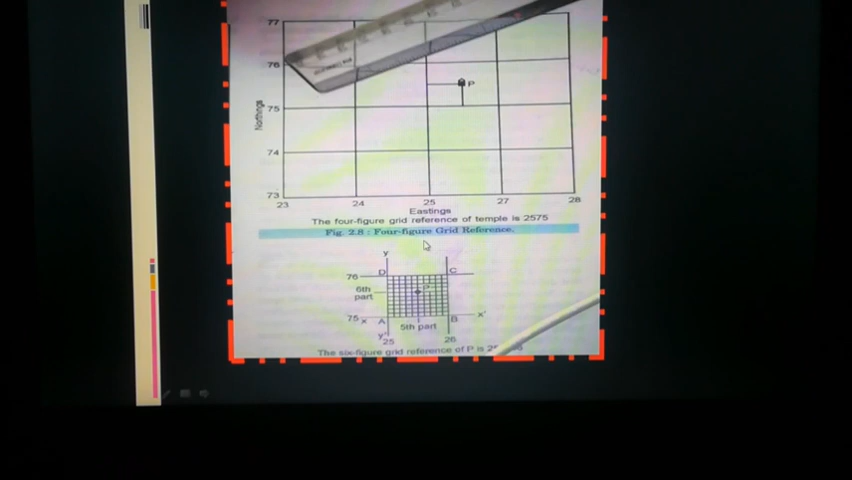 77
76
P
Northings
75
74
73
23 24 25 27 28
Eastings
The four-figure grid reference of temple is 2575
Fig. 2.8 : Four-figure Grid Reference.
y
76 D C
6th
part
P
75 x A B x'
5th part
y'
25 26
The six-figure grid reference of P is